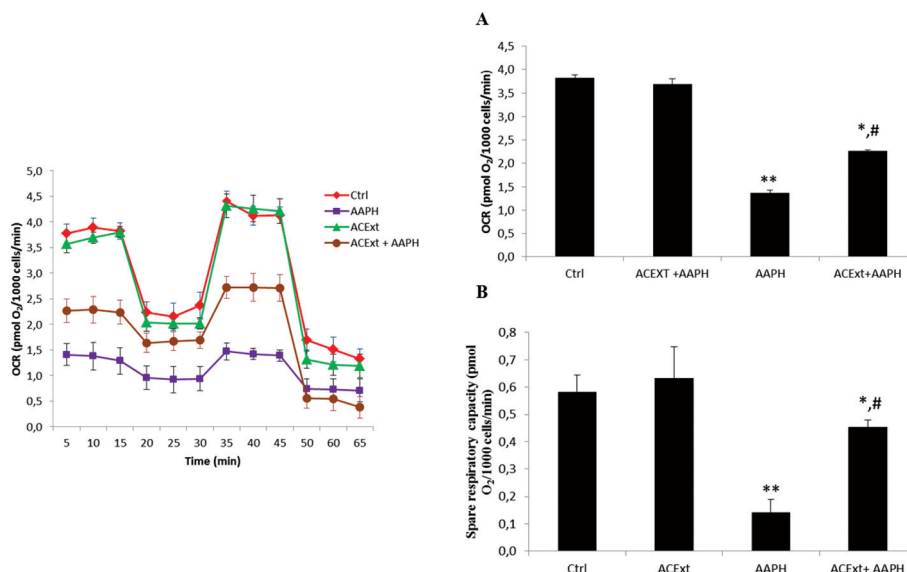 A
OCR (pmol O₂/1000 cells/min)
4,5
4,0
3,5
3,0
2,5
2,0
1,5
1,0
0,5
0,0
**
*,#
Ctrl ACEXT +AAPH AAPH ACExt+AAPH
OCR (pmol O₂/1000 cells/min)
5,0
4,5
4,0
3,5
3,0
2,5
2,0
1,5
1,0
0,5
0,0
Ctrl
AAPH
ACExt
ACExt + AAPH
5 10 15 20 25 30 35 40 45 50 60 65
Time (min)
B
Spare respiratory capacity (pmol
O₂/1000 cells/min)
0,8
0,7
0,6
0,5
0,4
0,3
0,2
0,1
0,0
**
*,#
Ctrl ACExt AAPH ACExt+ AAPH